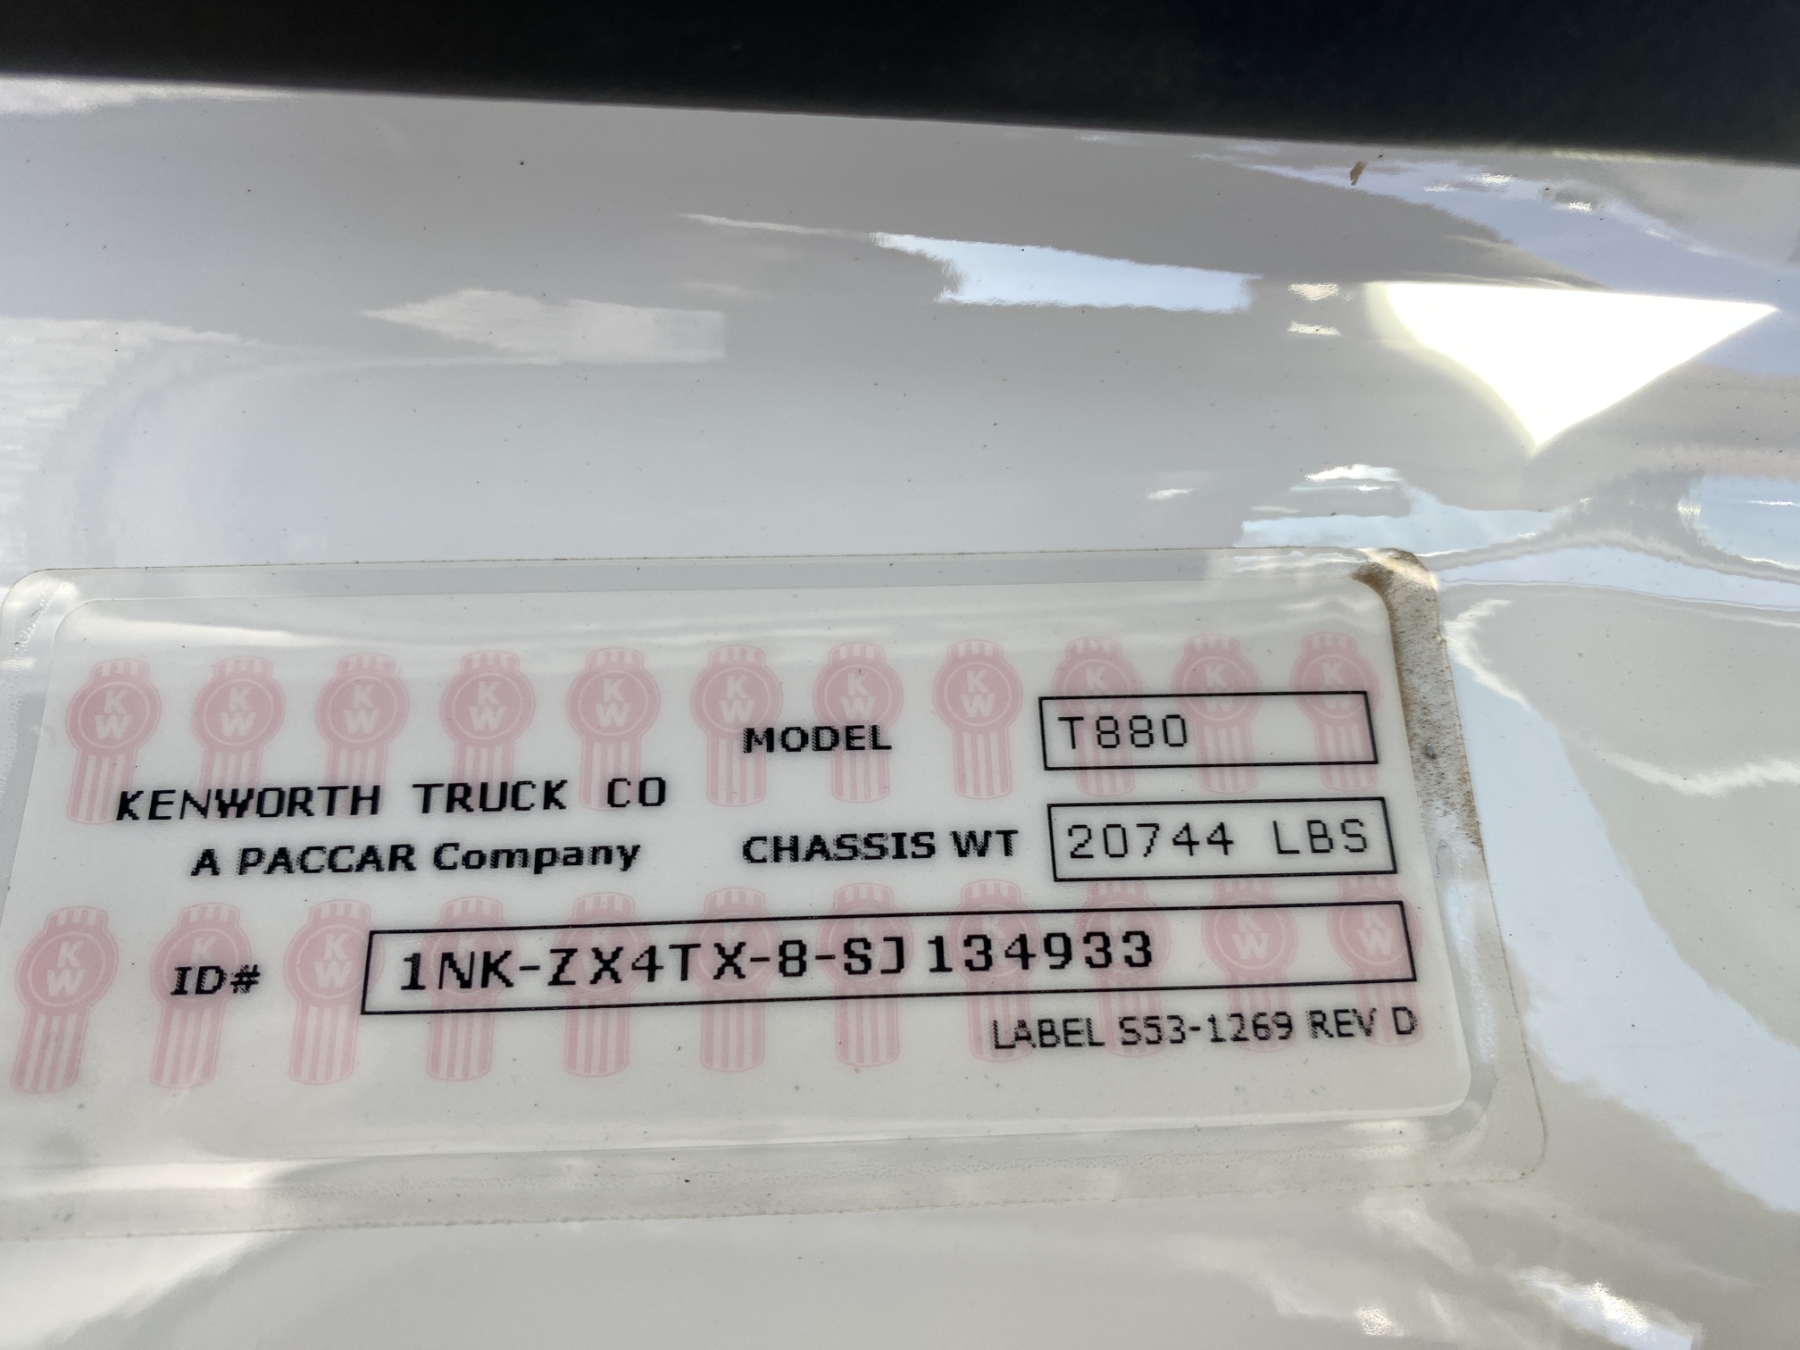 MODEL T880
KENWORTH TRUCK CO
A PACCAR Company
CHASSIS WT 20744 LBS
ID# 1NK-ZX4TX-8-SJ134933
LABEL S53-1269 REV D